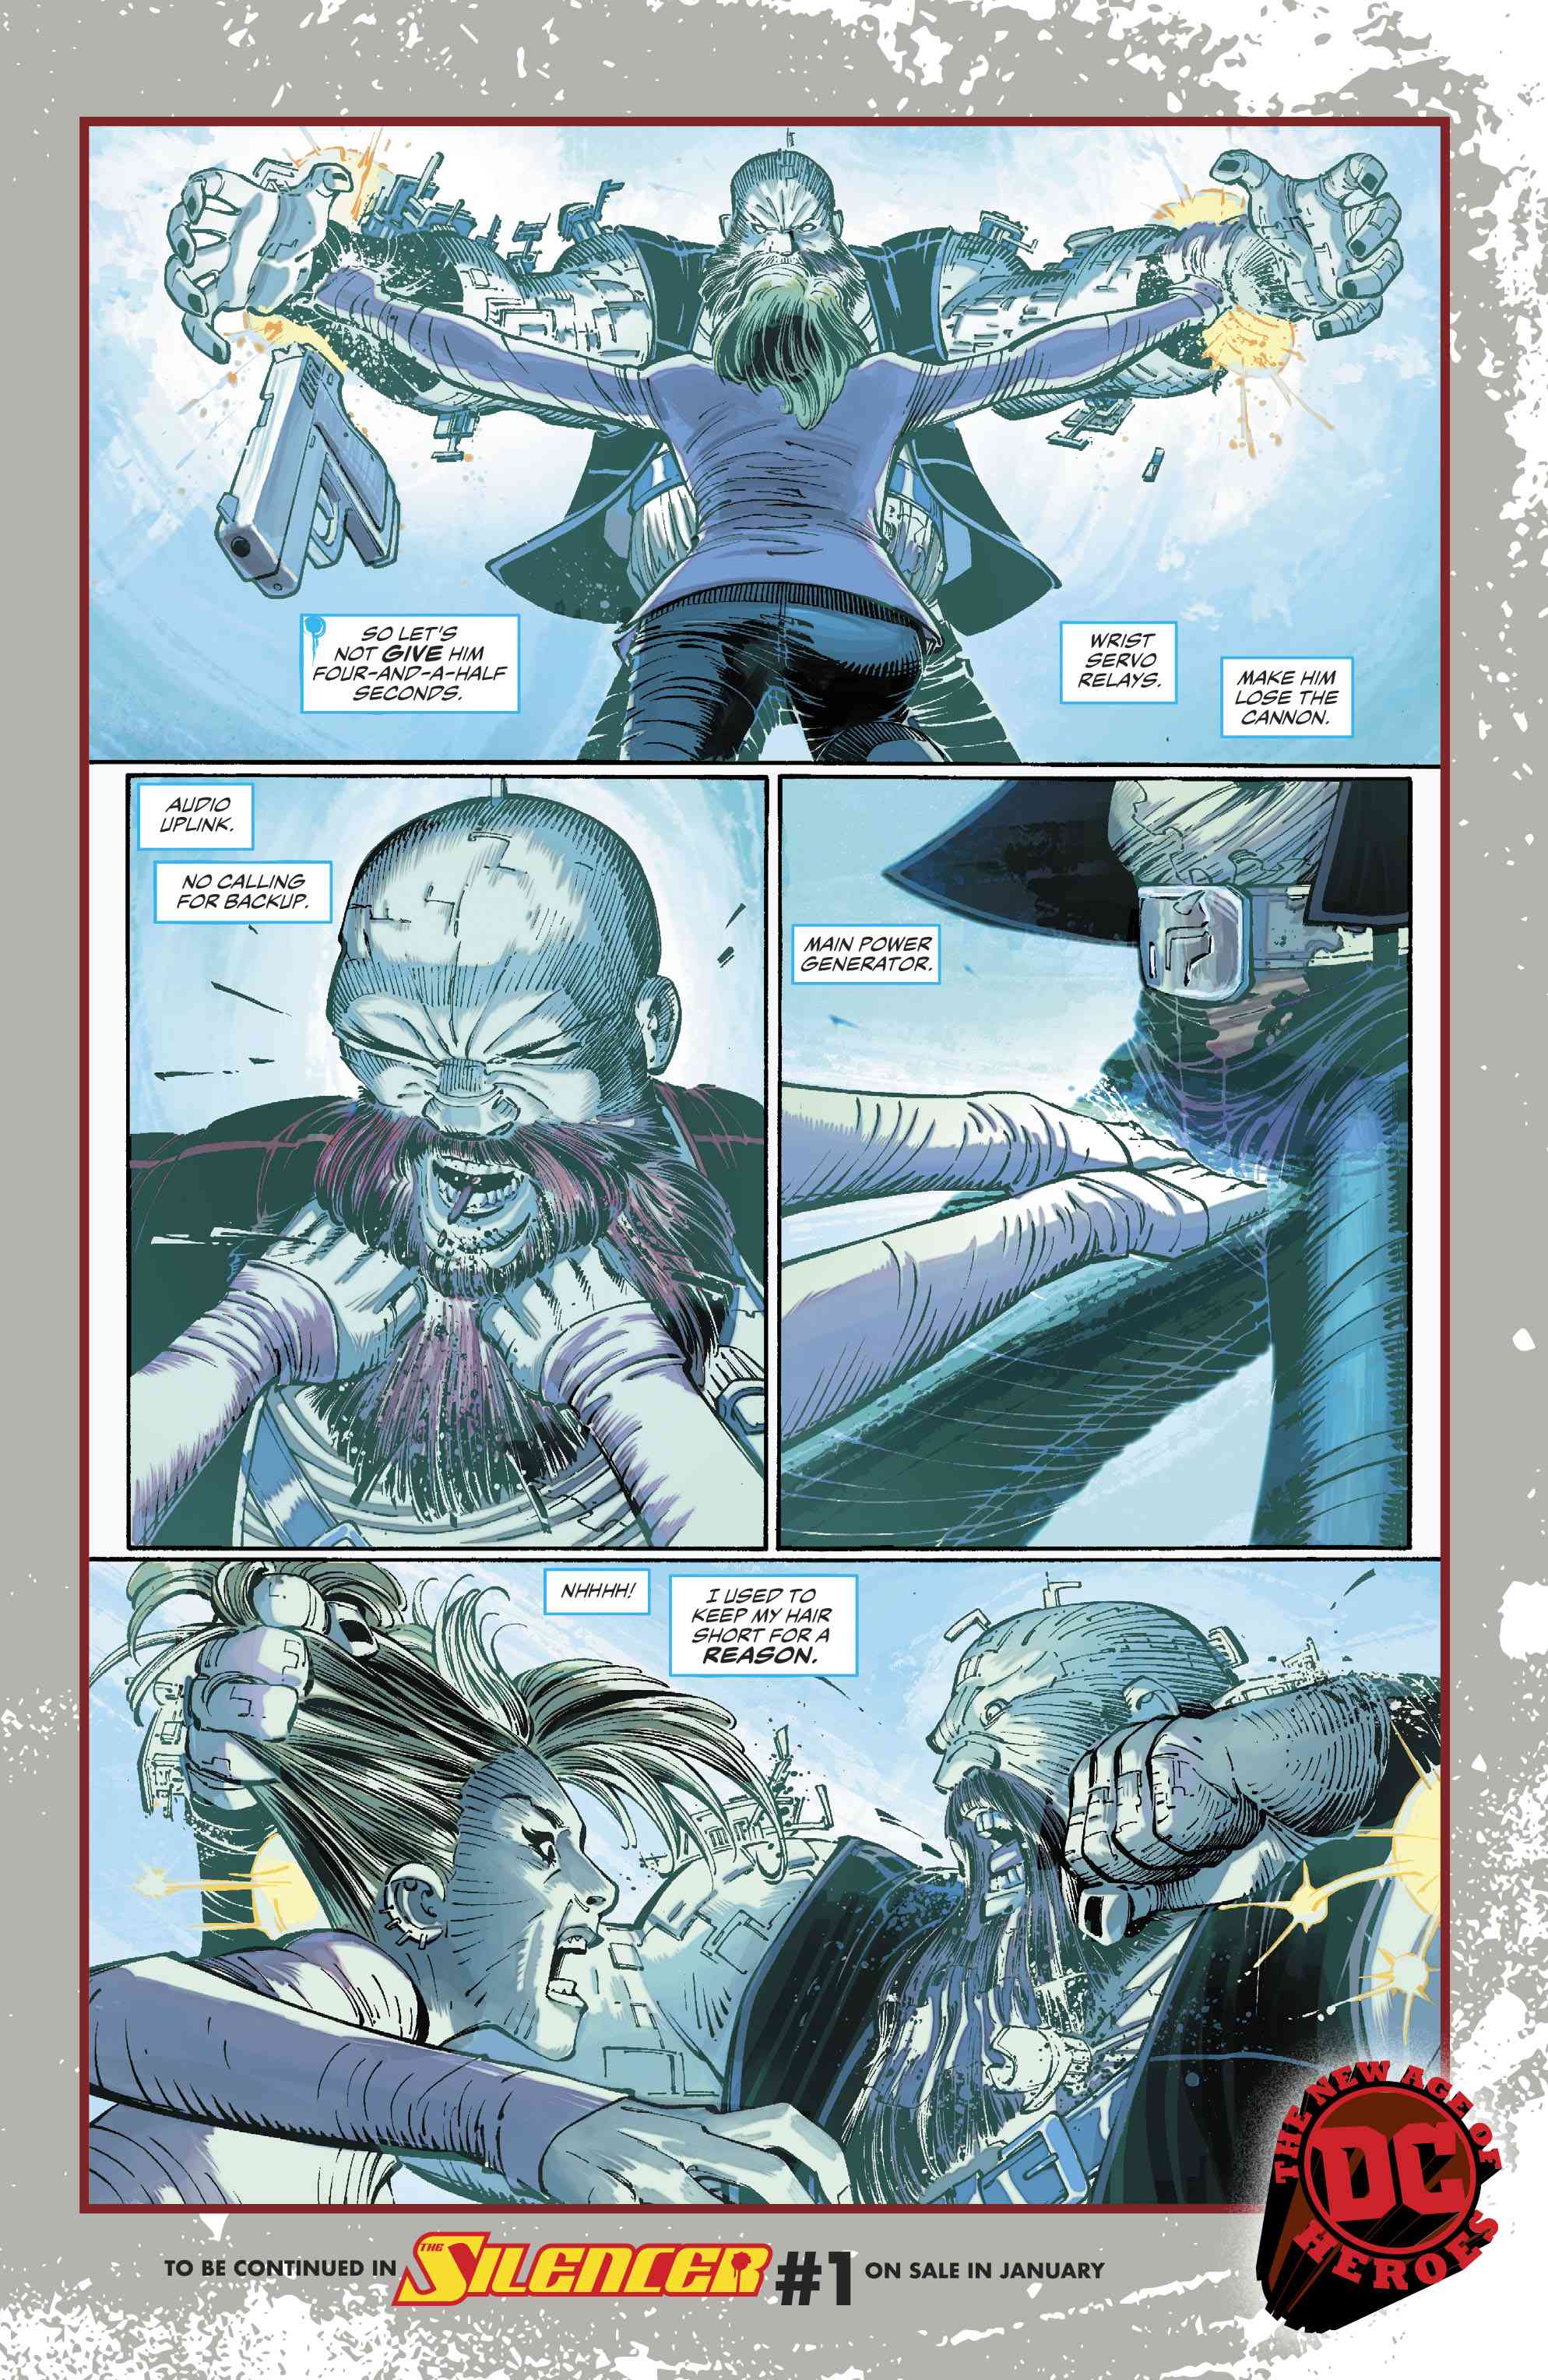 SO LET'S
NOT GIVE HIM
FOUR-AND-A-HALF
SECONDS.
WRIST
SERVO
RELAYS.
MAKE HIM
LOSE THE
CANNON.
AUDIO
UPLINK.
NO CALLING
FOR BACKUP.
MAIN POWER
GENERATOR.
NHHHH!
I USED TO
KEEP MY HAIR
SHORT FOR A
REASON.
THE NEW AGE OF
DC
HEROES
TO BE CONTINUED IN THE SILENCER #1 ON SALE IN JANUARY